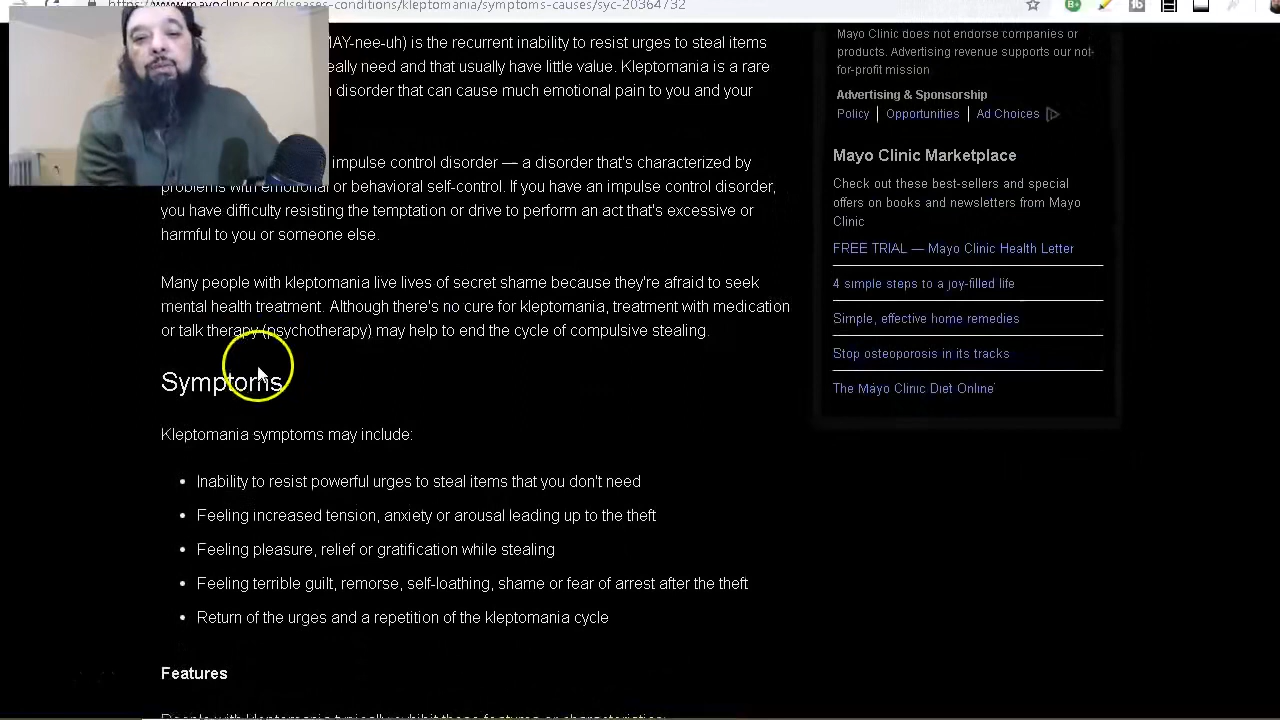 https://www.mayoclinic.org/diseases-conditions/kleptomania/symptoms-causes/syc-20364732
MAY-nee-uh) is the recurrent inability to resist urges to steal items
need and that usually have little value. Kleptomania is a rare
disorder that can cause much emotional pain to you and your
impulse control disorder — a disorder that's characterized by
problems with emotional or behavioral self-control. If you have an impulse control disorder,
you have difficulty resisting the temptation or drive to perform an act that's excessive or
harmful to you or someone else.
Many people with kleptomania live lives of secret shame because they're afraid to seek
mental health treatment. Although there's no cure for kleptomania, treatment with medication
or talk therapy (psychotherapy) may help to end the cycle of compulsive stealing.
Symptoms
Kleptomania symptoms may include:
• Inability to resist powerful urges to steal items that you don't need
• Feeling increased tension, anxiety or arousal leading up to the theft
• Feeling pleasure, relief or gratification while stealing
• Feeling terrible guilt, remorse, self-loathing, shame or fear of arrest after the theft
• Return of the urges and a repetition of the kleptomania cycle
Features
People with kleptomania typically exhibit these features or characteristics:
Mayo Clinic does not endorse companies or
products. Advertising revenue supports our not-
for-profit mission
Advertising & Sponsorship
Policy | Opportunities | Ad Choices
Mayo Clinic Marketplace
Check out these best-sellers and special
offers on books and newsletters from Mayo
Clinic
FREE TRIAL — Mayo Clinic Health Letter
4 simple steps to a joy-filled life
Simple, effective home remedies
Stop osteoporosis in its tracks
The Mayo Clinic Diet Online